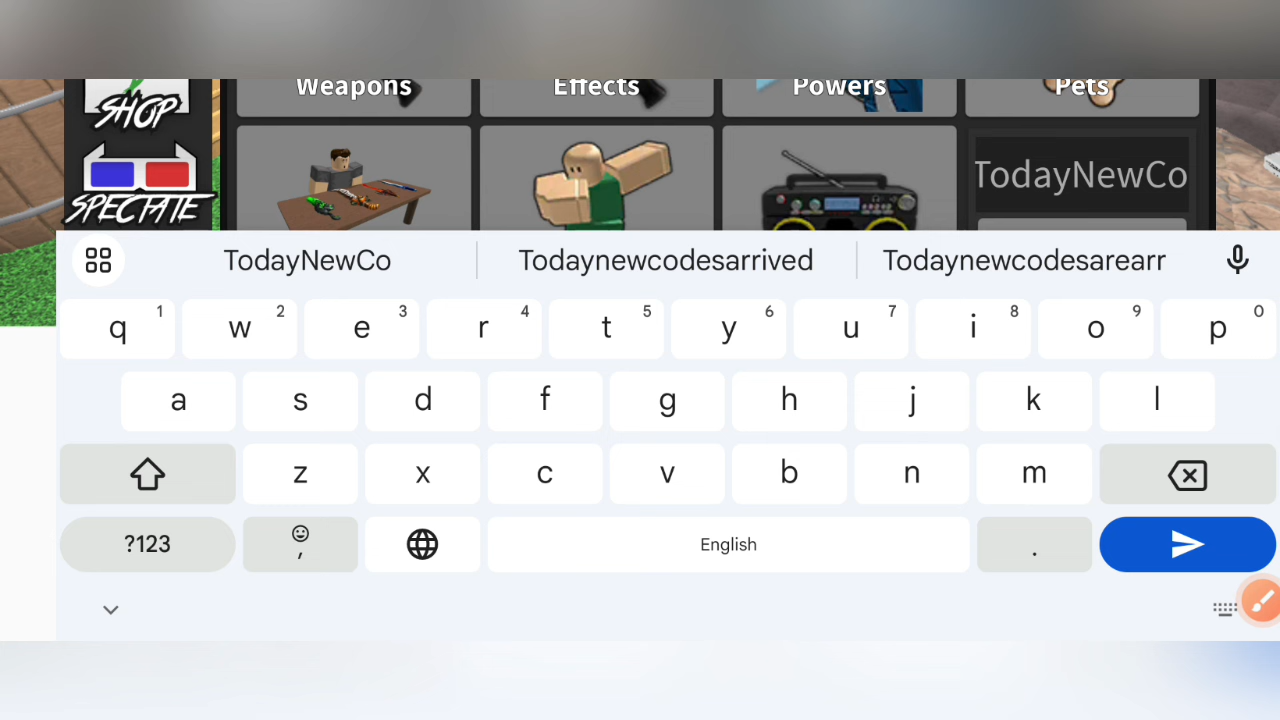 Weapons Effects Powers Pets
SHOP
SPECTATE
TodayNewCo
TodayNewCo Todaynewcodesarrived Todaynewcodesarearr
q 1 w 2 e 3 r 4 t 5 y 6 u 7 i 8 o 9 p 0
a s d f g h j k l
z x c v b n m
?123 , English .